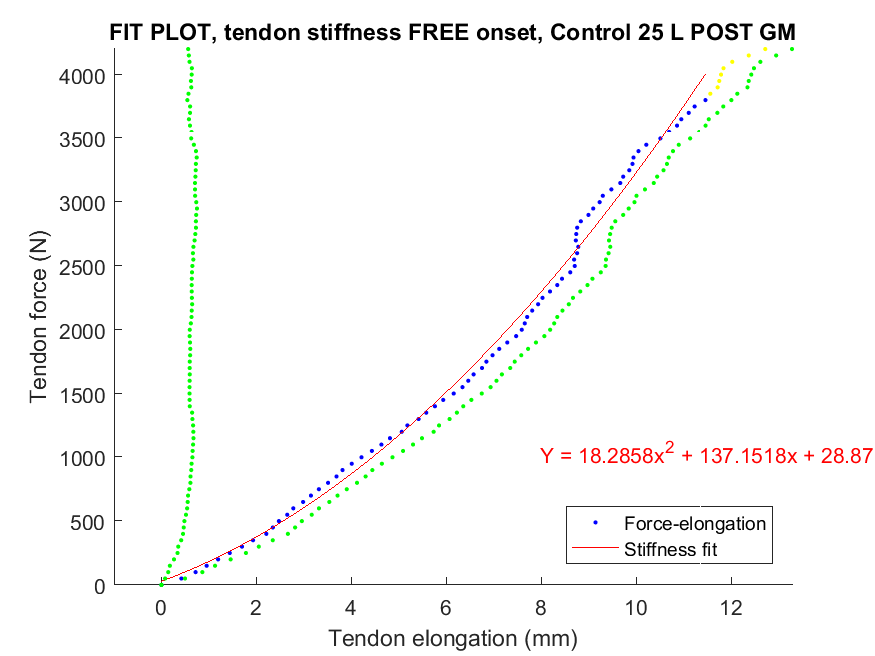 FIT PLOT, tendon stiffness FREE onset, Control 25 L POST GM
Tendon force (N)
4000
3500
3000
2500
2000
1500
1000
500
0
Y = 18.2858x² + 137.1518x + 28.87
Force-elongation
Stiffness fit
0 2 4 6 8 10 12
Tendon elongation (mm)